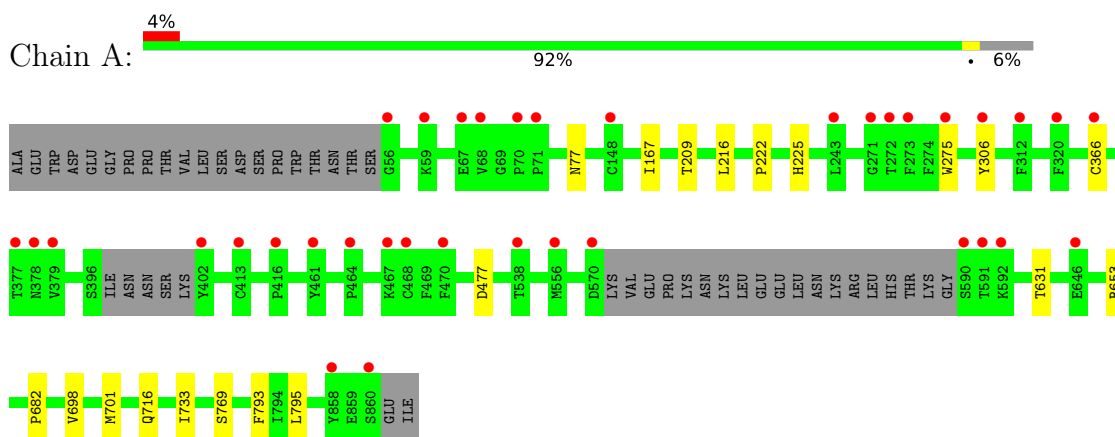 4%
Chain A:
92%
• 6%
ALA GLU TRP ASP GLU GLY PRO PRO THR VAL LEU SER ASP SER PRO TRP THR ASN THR SER G56 K59 E67 V68 G69 P70 P71 N77 C148 I167 T209 L216 P222 H225 L243 G271 T272 F273 F274 W275 Y306 F312 F320 C366
T377 N378 V379 S396 ILE ASN ASN SER LYS Y402 C413 P416 Y461 P464 K467 C468 F469 F470 D477 T538 M556 D570 LYS VAL GLU PRO LYS ASN LYS LEU GLU GLU LEU ASN LYS ARG LEU HIS THR LYS GLY S590 T591 K592 T631 E646
P682 V698 M701 Q716 I733 S769 F793 I794 L795 Y858 E859 S860 GLU ILE